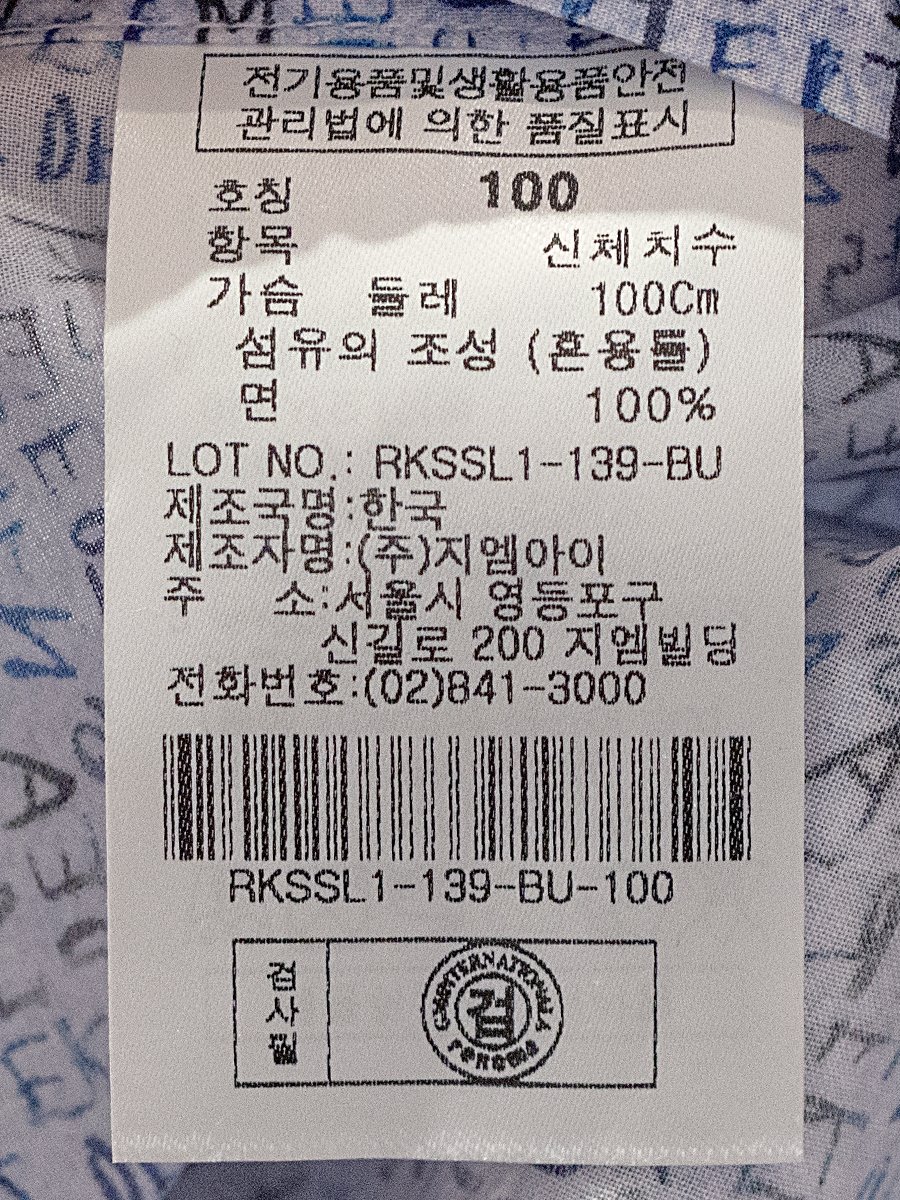 전기용품및생활용품안전
관리법에 의한 품질표시
호칭 100
항목 신체치수
가슴 둘레 100Cm
섬유의 조성 (혼용률)
면 100%
LOT NO.: RKSSL1-139-BU
제조국명:한국
제조자명:(주)지엠아이
주 소:서울시 영등포구
신길로 200 지엠빌딩
전화번호:(02)841-3000
RKSSL1-139-BU-100
검사필
검
renoma